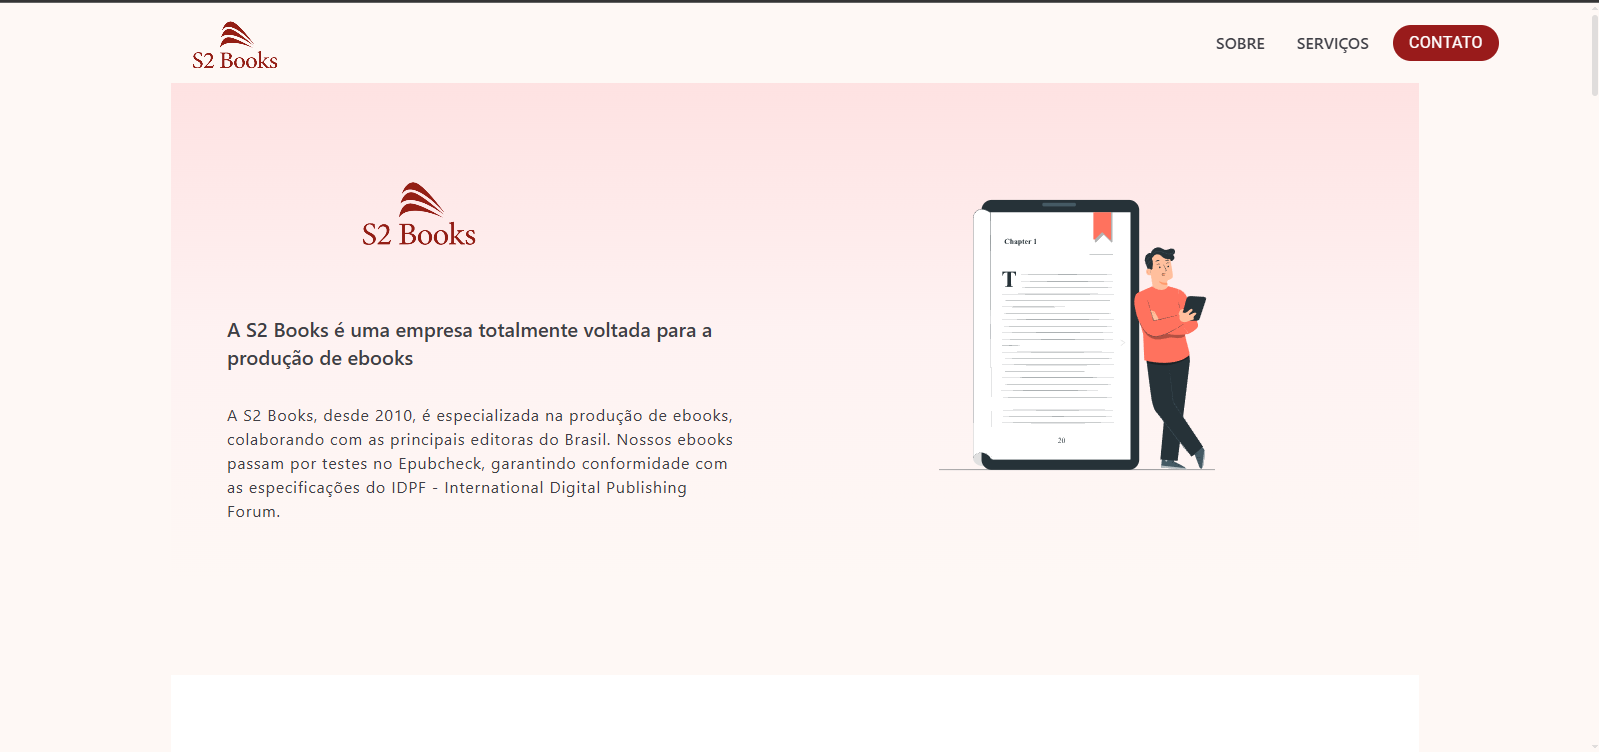 S2 Books
SOBRE
SERVIÇOS
CONTATO
S2 Books
A S2 Books é uma empresa totalmente voltada para a
produção de ebooks
A S2 Books, desde 2010, é especializada na produção de ebooks,
colaborando com as principais editoras do Brasil. Nossos ebooks
passam por testes no Epubcheck, garantindo conformidade com
as especificações do IDPF - International Digital Publishing
Forum.
Chapter 1
T
20